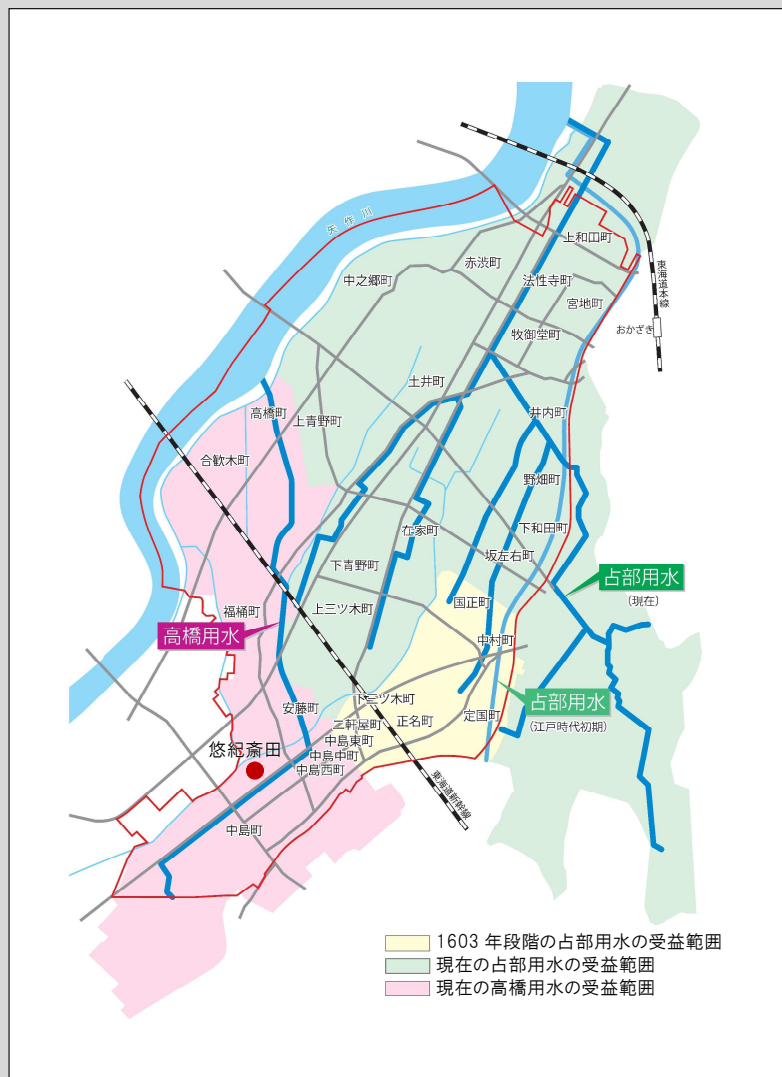 矢作川
上和田町
赤渋町
中之郷町
法性寺町
東海道本線
宮地町
おかざき
牧御堂町
土井町
高橋町
上青野町
井内町
合歓木町
野畑町
在家町
下和田町
坂左右町
下青野町
占部用水
(現在)
国正町
福桶町
上三ツ木町
高橋用水
中村町
下三ツ木町
占部用水
(江戸時代初期)
安藤町
二軒屋町
正名町
定国町
中島東町
悠紀斎田
中島中町
中島西町
東海道新幹線
中島町
1603 年段階の占部用水の受益範囲
現在の占部用水の受益範囲
現在の高橋用水の受益範囲